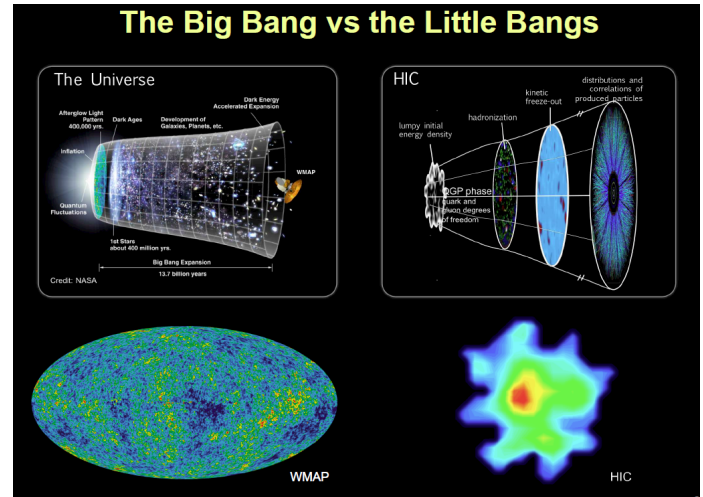 The Big Bang vs the Little Bangs
The Universe
Dark Energy
Accelerated Expansion
Afterglow Light
Pattern
400,000 yrs.
Dark Ages
Development of
Galaxies, Planets, etc.
Inflation
WMAP
Quantum
Fluctuations
1st Stars
about 400 million yrs.
Big Bang Expansion
13.7 billion years
Credit: NASA
HIC
distributions and
correlations of
produced particles
kinetic
freeze-out
hadronization
lumpy initial
energy density
QGP phase
quark and
gluon degrees
of freedom
WMAP
HIC